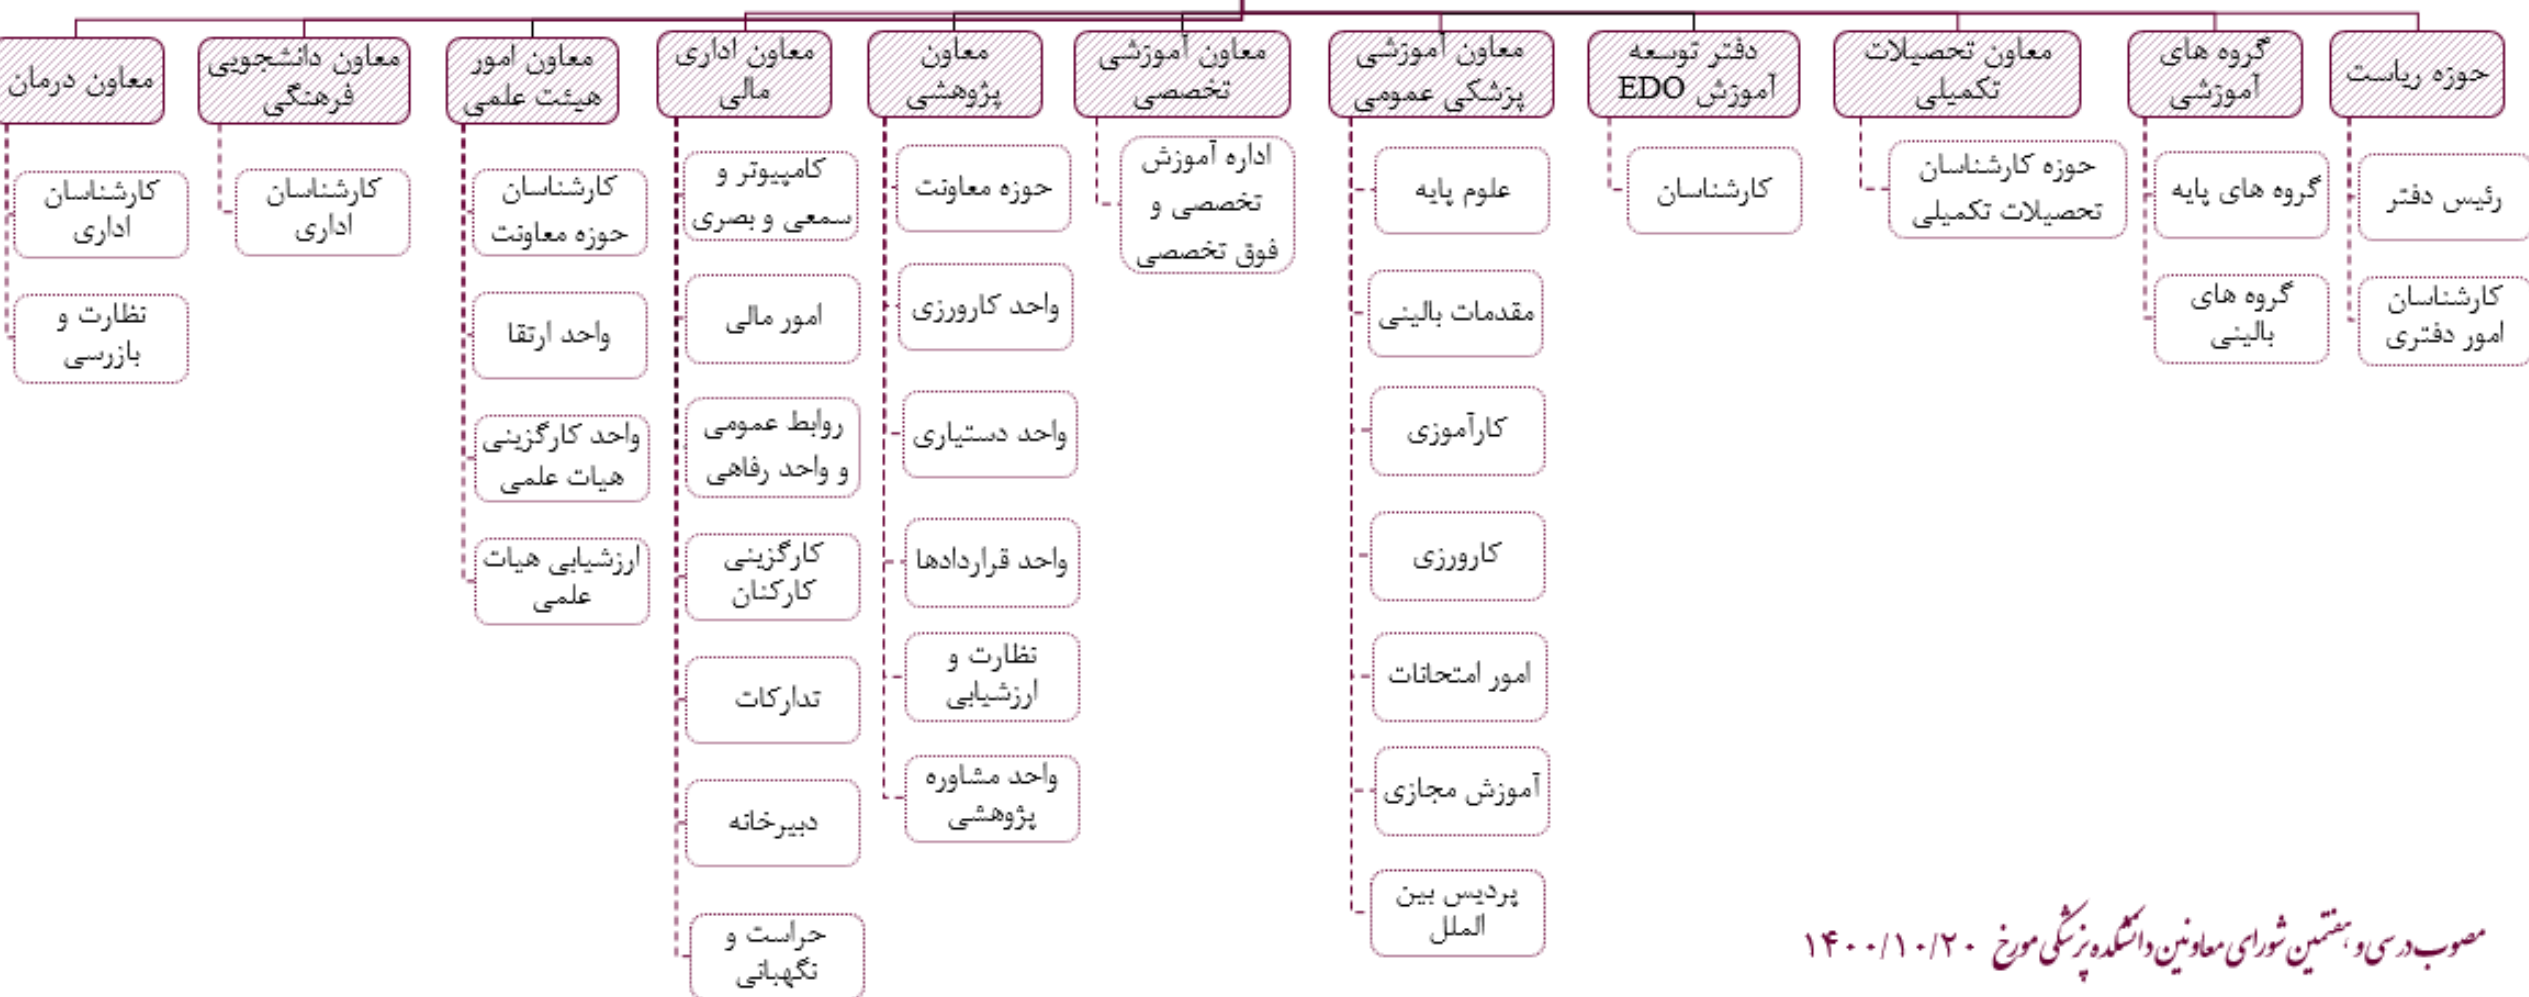 حوزه ریاست
رئیس دفتر
کارشناسان
امور دفتری
گروه های
آموزشی
گروه های پایه
گروه های
بالینی
معاون تحصیلات
تکمیلی
حوزه کارشناسان
تحصیلات تکمیلی
دفتر توسعه
آموزش EDO
کارشناسان
معاون آموزشی
پزشکی عمومی
علوم پایه
مقدمات بالینی
کارآموزی
کارورزی
امور امتحانات
آموزش مجازی
پردیس بین
الملل
معاون آموزشی
تخصصی
اداره آموزش
تخصصی و
فوق تخصصی
معاون
پژوهشی
حوزه معاونت
واحد کارورزی
واحد دستیاری
واحد قراردادها
نظارت و
ارزشیابی
واحد مشاوره
پژوهشی
معاون اداری
مالی
کامپیوتر و
سمعی و بصری
امور مالی
روابط عمومی
و واحد رفاهی
کارگزینی
کارکنان
تدارکات
دبیرخانه
حراست و
نگهبانی
معاون امور
هیئت علمی
کارشناسان
حوزه معاونت
واحد ارتقا
واحد کارگزینی
هیات علمی
ارزشیابی هیات
علمی
معاون دانشجویی
فرهنگی
کارشناسان
اداری
معاون درمان
کارشناسان
اداری
نظارت و
بازرسی
مصوب در سی و هفتمین شورای معاونین دانشکده پزشکی مورخ ۱۴۰۰/۱۰/۲۰